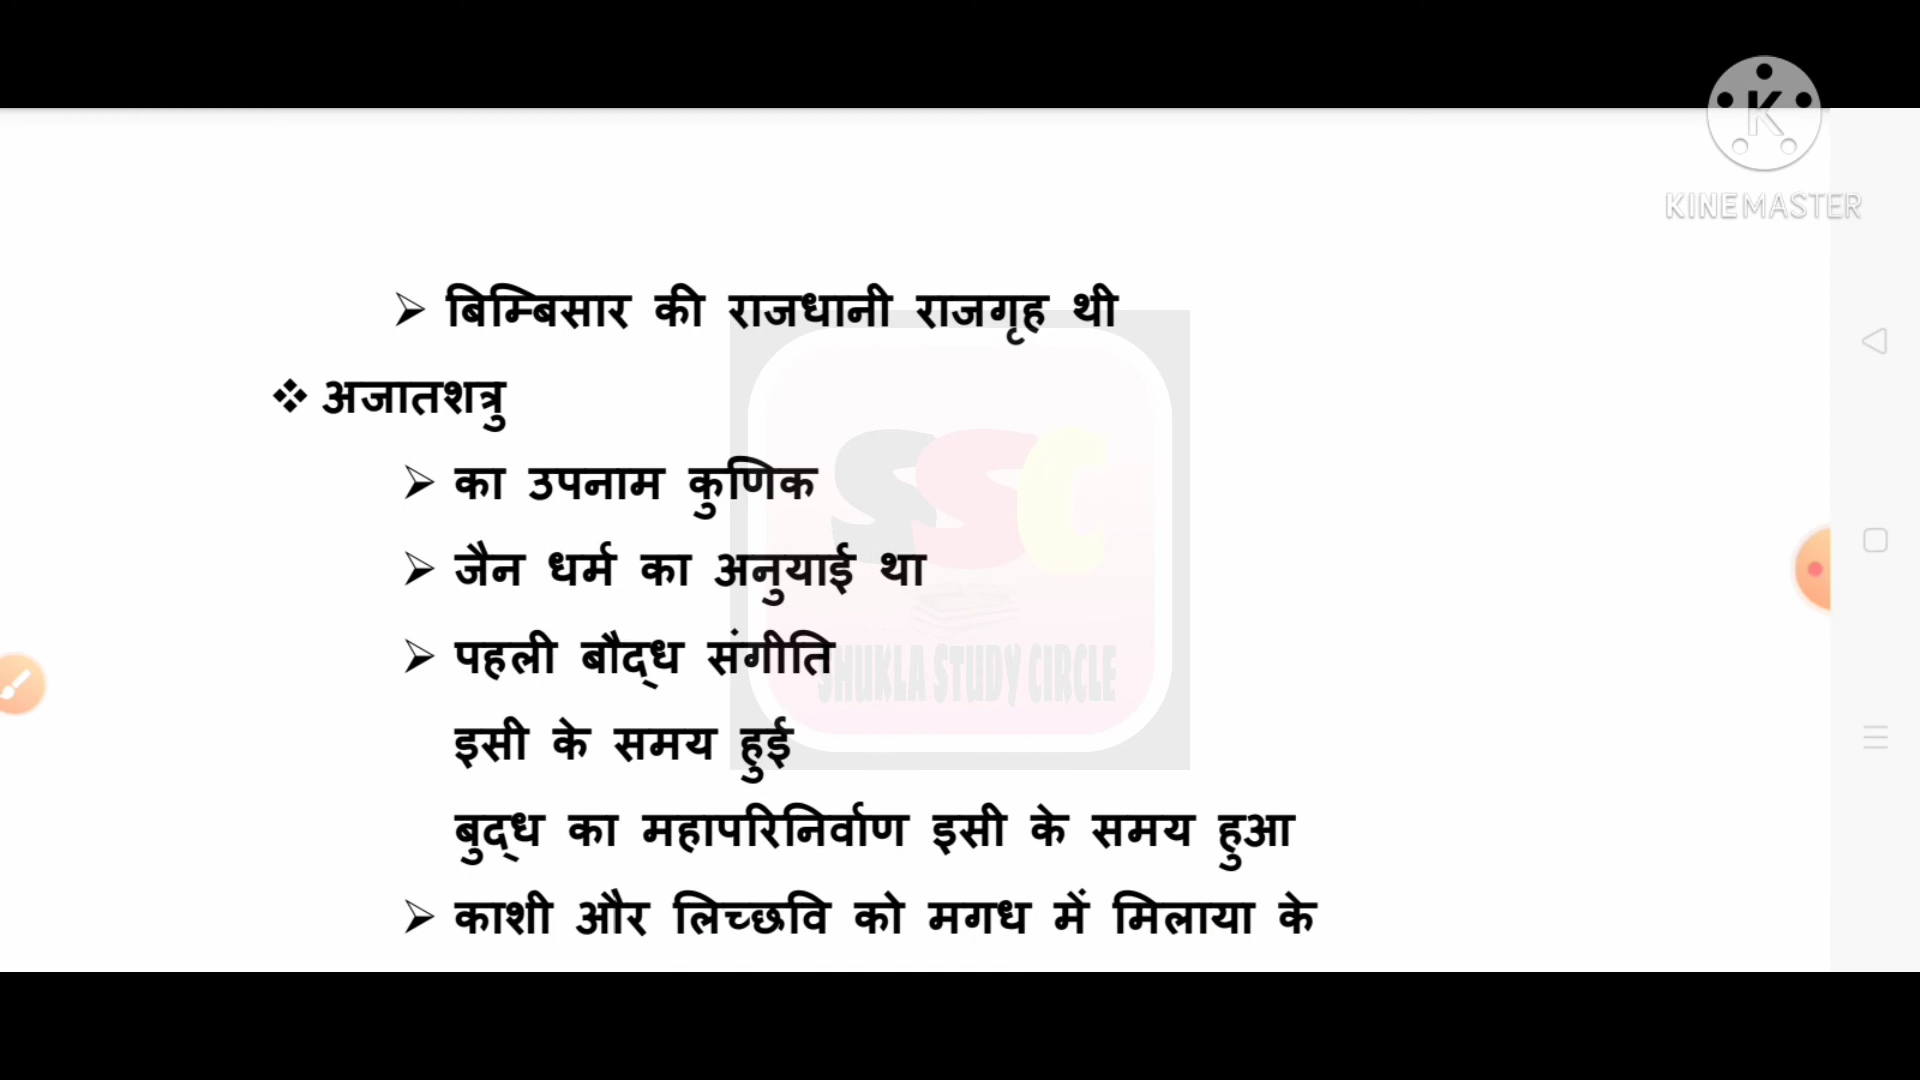 K
KINEMASTER
बिम्बिसार की राजधानी राजगृह थी
अजातशत्रु
का उपनाम कुणिक
जैन धर्म का अनुयाई था
पहली बौद्ध संगीति
इसी के समय हुई
बुद्ध का महापरिनिर्वाण इसी के समय हुआ
काशी और लिच्छवि को मगध में मिलाया के
SSC
SHUKLA STUDY CIRCLE